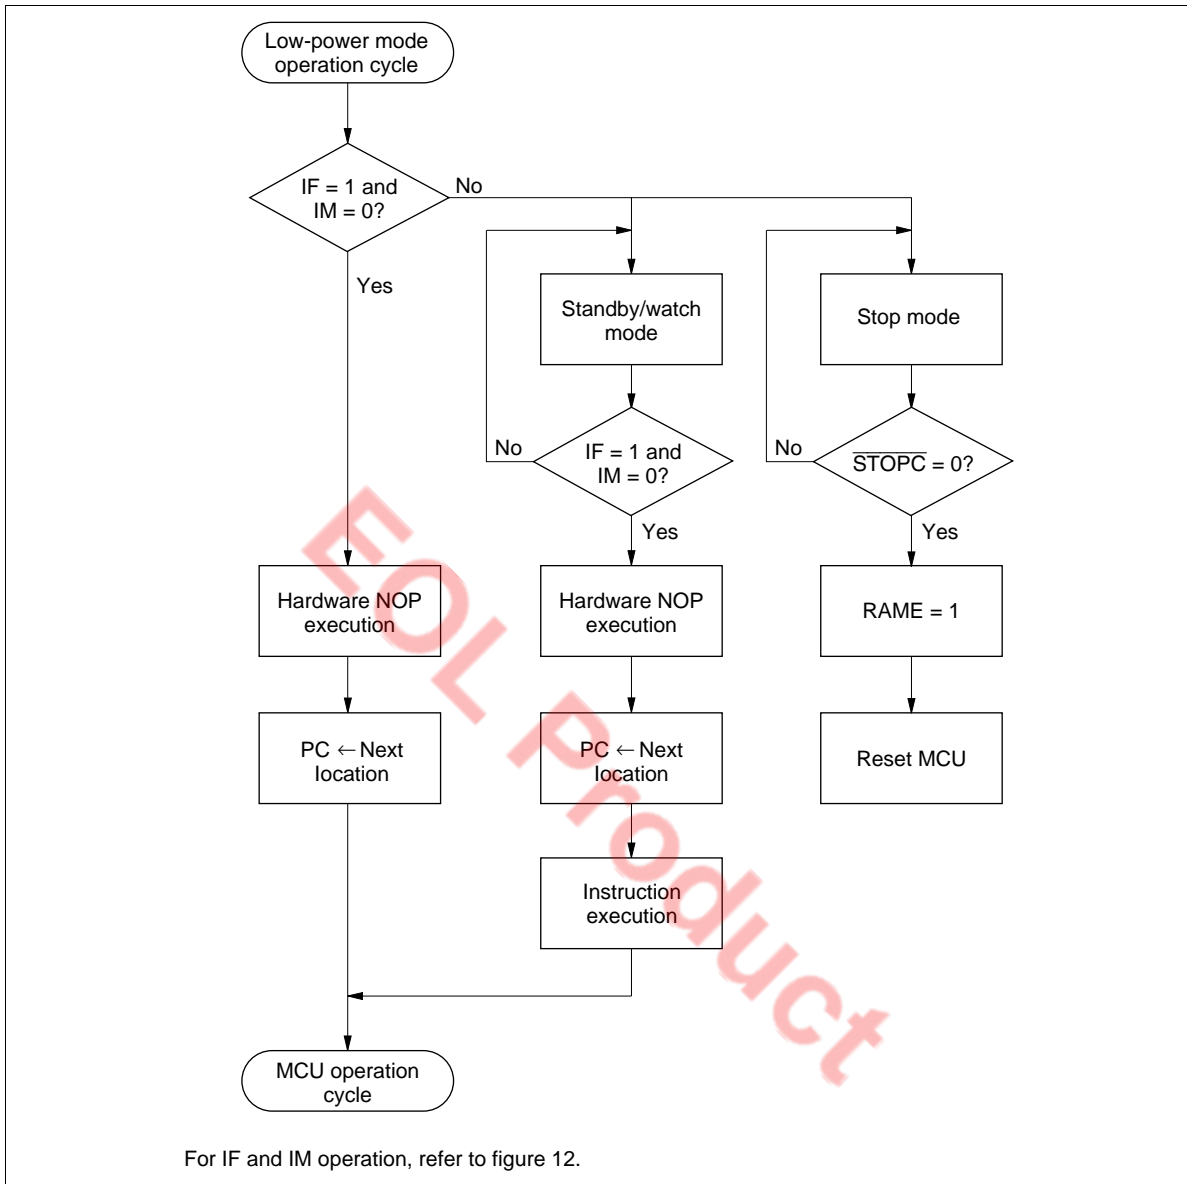 Low-power mode
operation cycle
IF = 1 and
IM = 0?
No
Yes
Standby/watch
mode
Stop mode
No
IF = 1 and
IM = 0?
Yes
No
S̅T̅O̅P̅C̅ = 0?
Yes
Hardware NOP
execution
Hardware NOP
execution
RAME = 1
PC ← Next
location
PC ← Next
location
Reset MCU
Instruction
execution
MCU operation
cycle
For IF and IM operation, refer to figure 12.
EOL Product